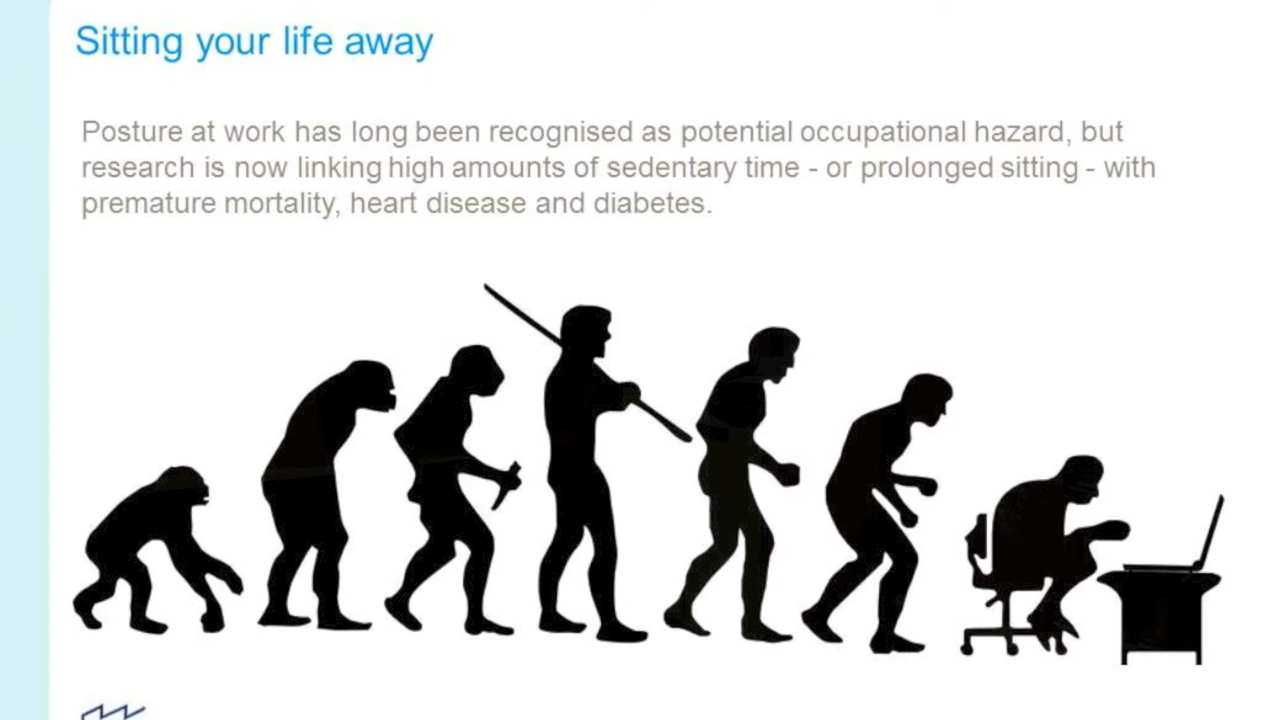 Sitting your life away
Posture at work has long been recognised as potential occupational hazard, but
research is now linking high amounts of sedentary time - or prolonged sitting - with
premature mortality, heart disease and diabetes.